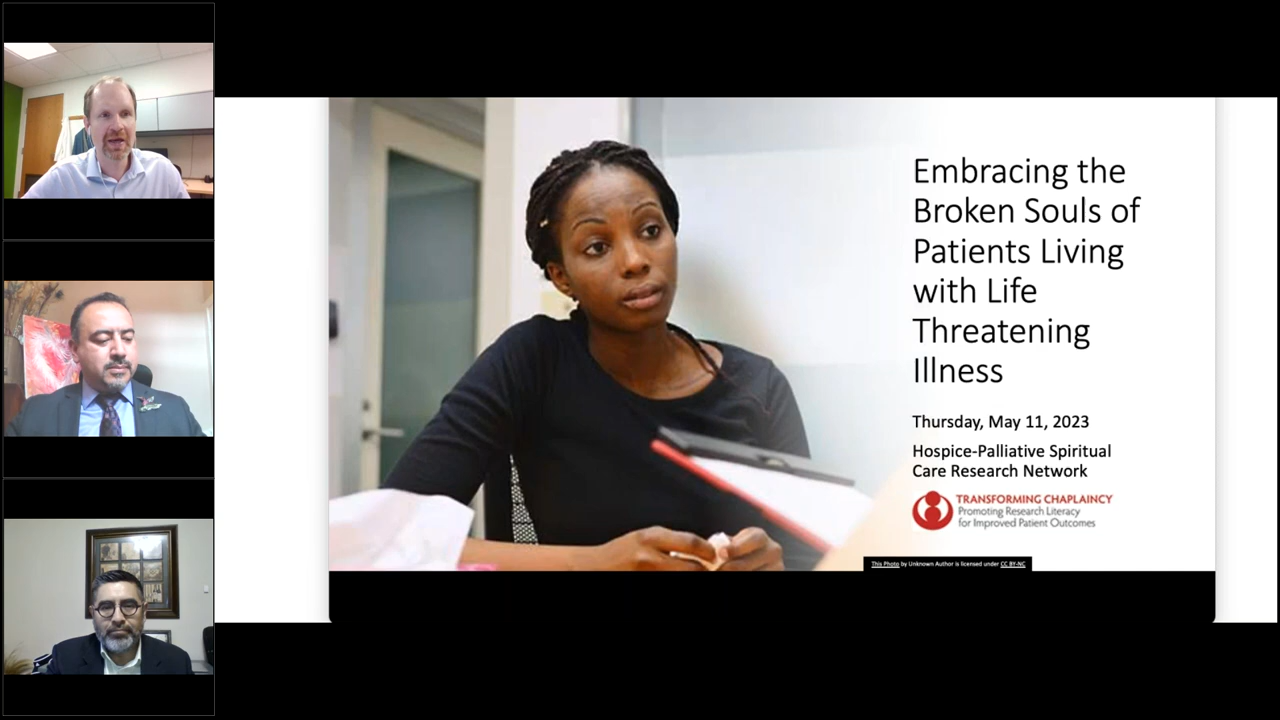 Embracing the
Broken Souls of
Patients Living
with Life
Threatening
Illness
Thursday, May 11, 2023
Hospice-Palliative Spiritual
Care Research Network
TRANSFORMING CHAPLAINCY
Promoting Research Literacy
for Improved Patient Outcomes
This Photo by Unknown Author is licensed under CC BY-NC